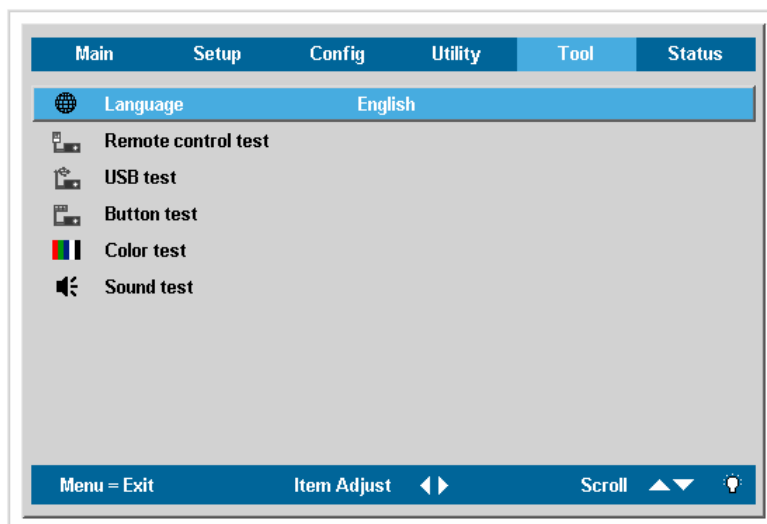 Main Setup Config Utility Tool Status
Language English
Remote control test
USB test
Button test
Color test
Sound test
Menu = Exit Item Adjust Scroll